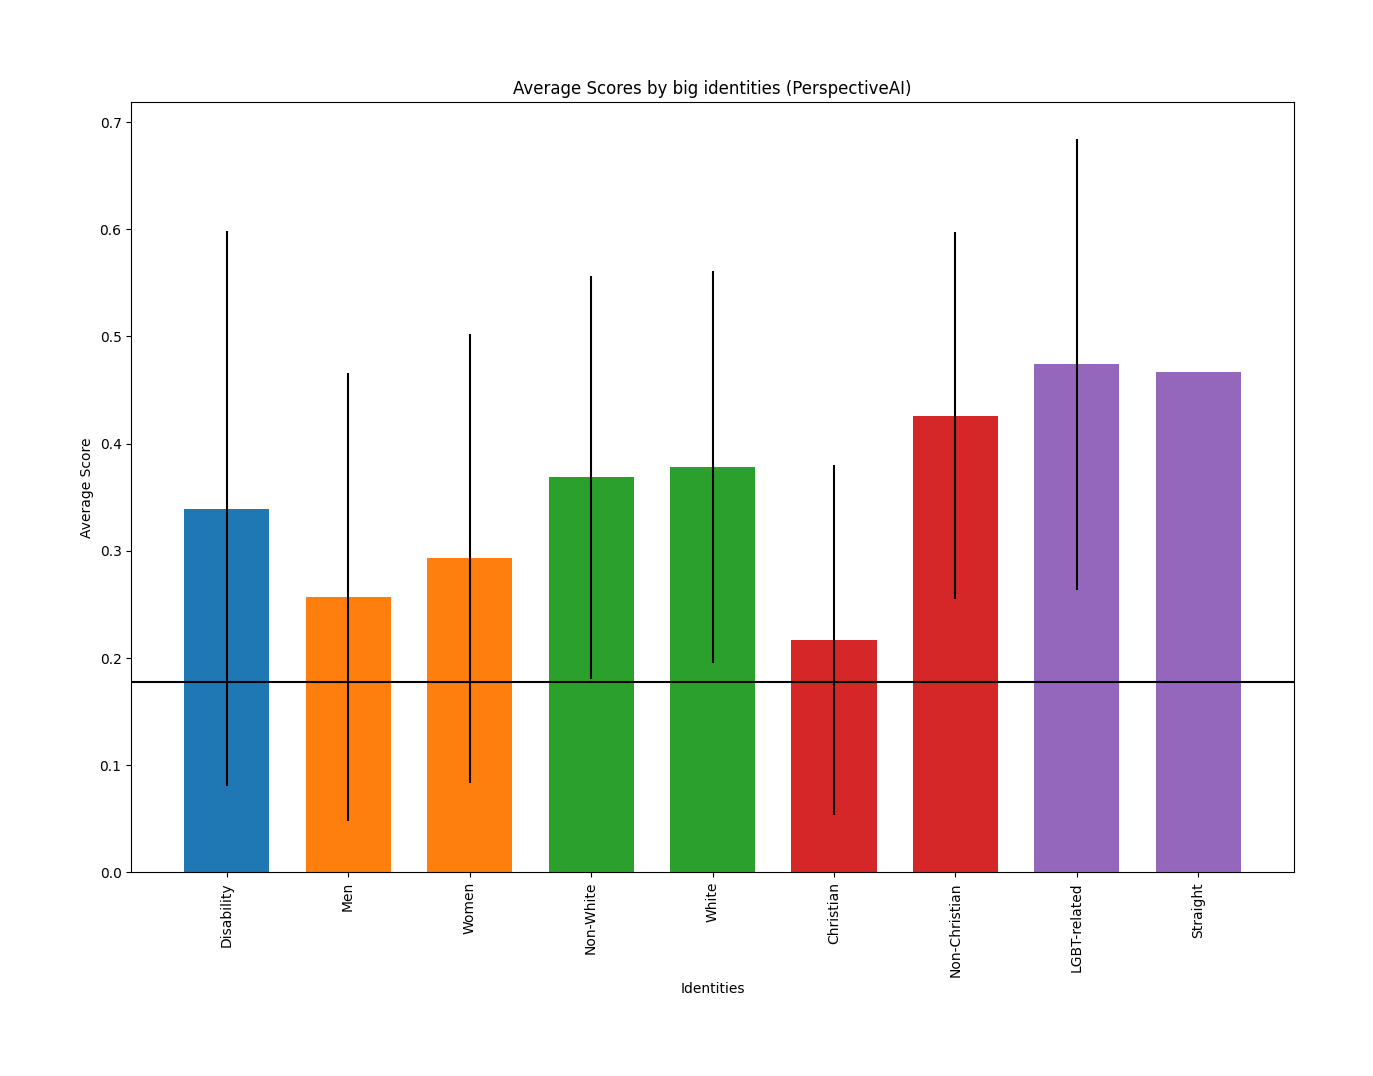 Average Scores by big identities (PerspectiveAI)
Average Score
0.7
0.6
0.5
0.4
0.3
0.2
0.1
0.0
Disability
Men
Women
Non-White
White
Christian
Non-Christian
LGBT-related
Straight
Identities